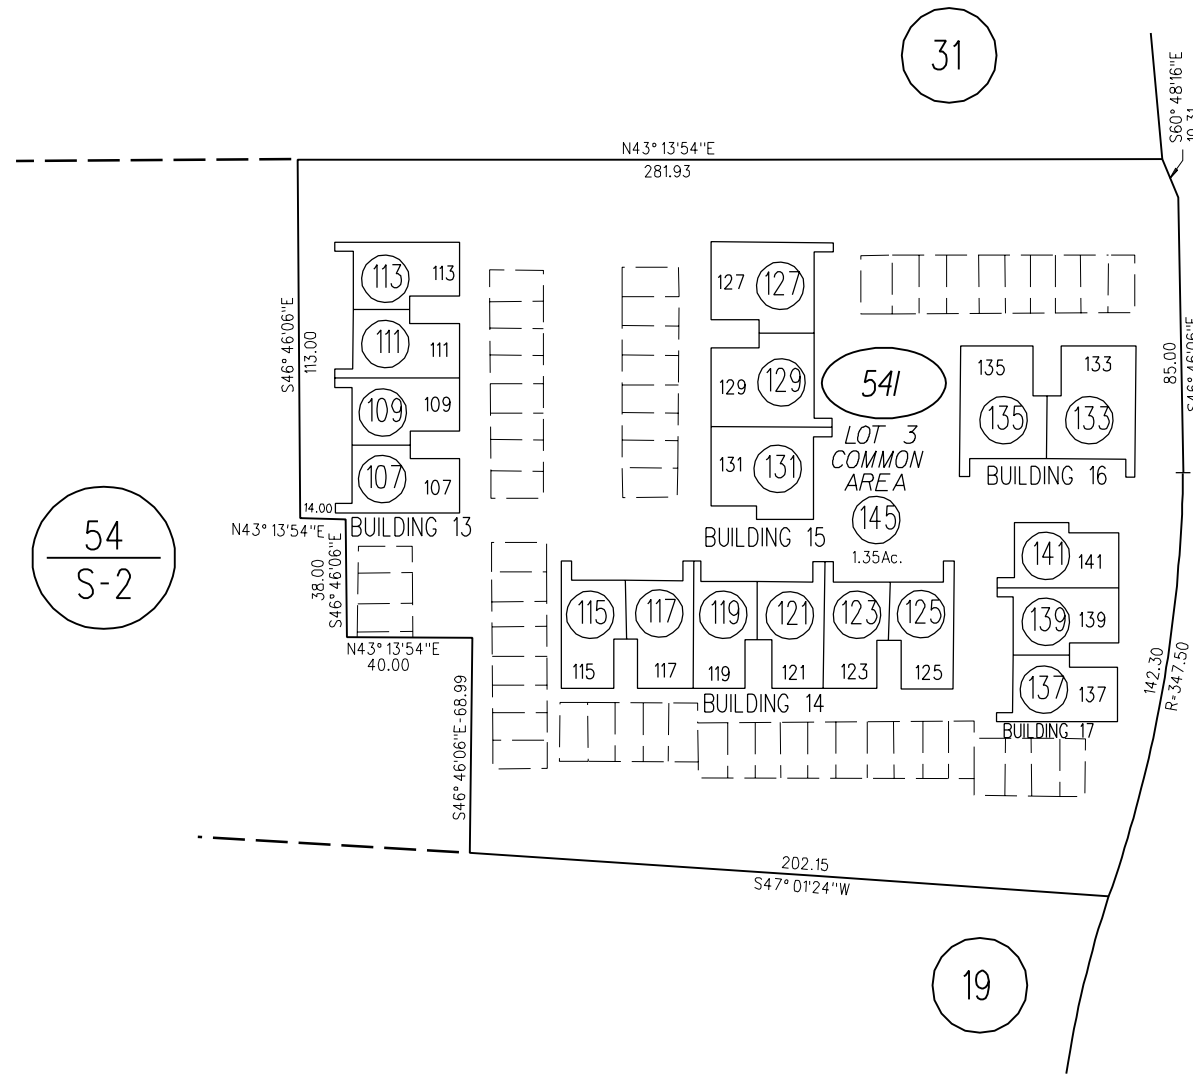 31
S60° 48'16"E
10.31
N43° 13'54"E
281.93
S46° 46'06"E
113.00
113 113
111 111
109 109
107 107
14.00
BUILDING 13
127 127
129 129
131 131
BUILDING 15
541
LOT 3
COMMON
AREA
145
1.35Ac.
135 133
135 133
BUILDING 16
85.00
S46° 46'06"E
54
S-2
N43° 13'54"E
38.00
S46° 46'06"E
N43° 13'54"E
40.00
115 117 119 121 123 125
115 117 119 121 123 125
BUILDING 14
141 141
139 139
137 137
BUILDING 17
142.30
R=347.50
S46° 46'06"E-68.99
202.15
S47° 01'24"W
19